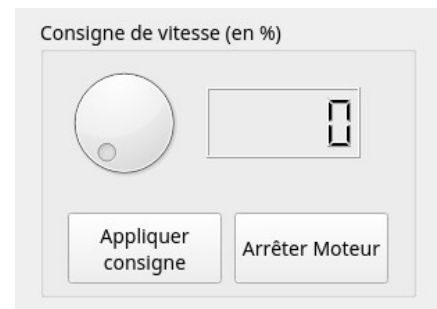 Consigne de vitesse (en %)
0
Appliquer
consigne
Arrêter Moteur